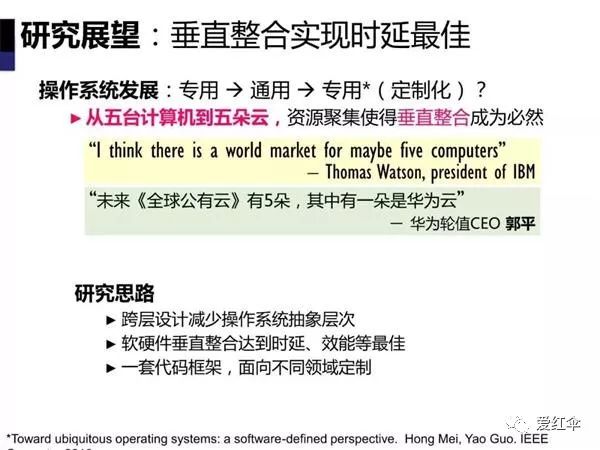 研究展望：垂直整合实现时延最佳
操作系统发展：专用 → 通用 → 专用*（定制化）？
▶ 从五台计算机到五朵云，资源聚集使得垂直整合成为必然
“I think there is a world market for maybe five computers”
— Thomas Watson, president of IBM
“未来《全球公有云》有5朵，其中有一朵是华为云”
— 华为轮值CEO 郭平
研究思路
▶ 跨层设计减少操作系统抽象层次
▶ 软硬件垂直整合达到时延、效能等最佳
▶ 一套代码框架，面向不同领域定制
爱红伞
*Toward ubiquitous operating systems: a software-defined perspective. Hong Mei, Yao Guo. IEEE